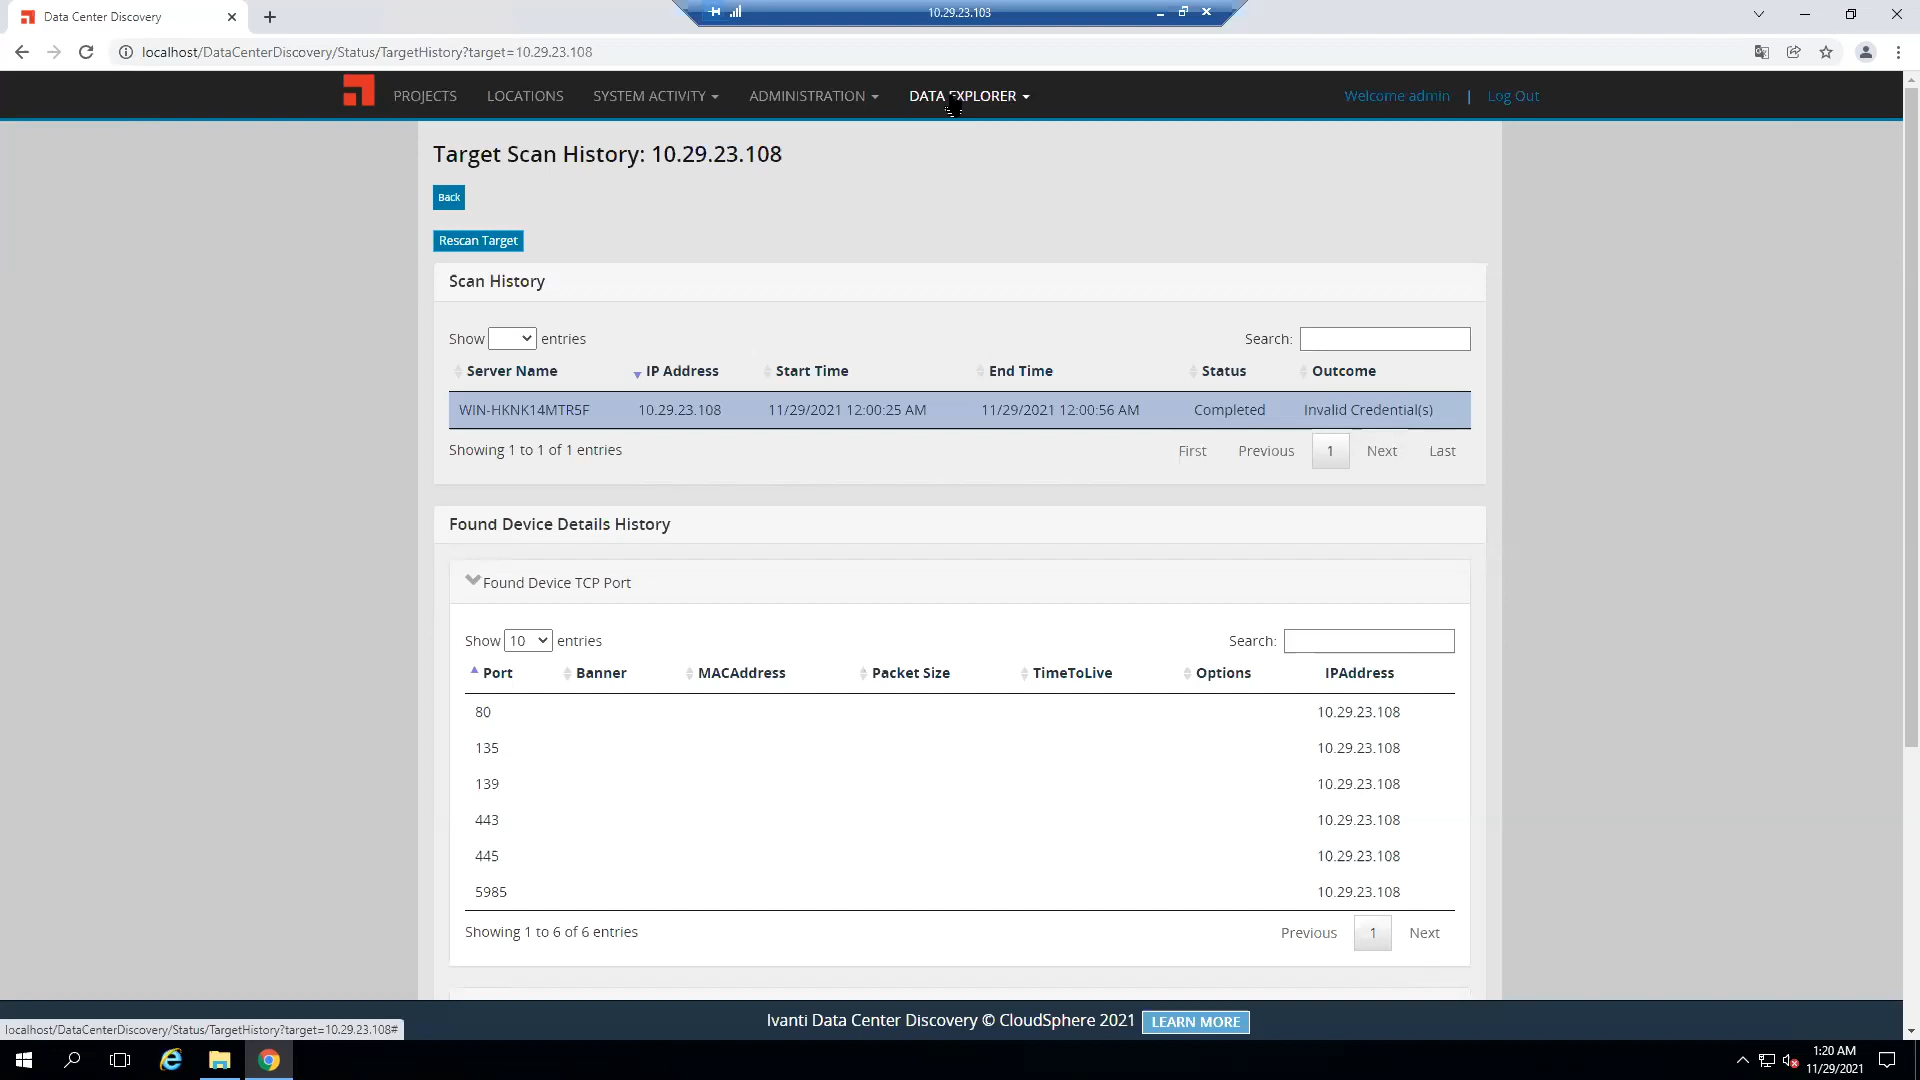 Data Center Discovery
10.29.23.103
localhost/DataCenterDiscovery/Status/TargetHistory?target=10.29.23.108
PROJECTS LOCATIONS SYSTEM ACTIVITY ADMINISTRATION DATA EXPLORER Welcome admin | Log Out
Target Scan History: 10.29.23.108
Back
Rescan Target
Scan History
Show entries Search:
Server Name IP Address Start Time End Time Status Outcome
WIN-HKNK14MTR5F 10.29.23.108 11/29/2021 12:00:25 AM 11/29/2021 12:00:56 AM Completed Invalid Credential(s)
Showing 1 to 1 of 1 entries First Previous 1 Next Last
Found Device Details History
Found Device TCP Port
Show 10 entries Search:
Port Banner MACAddress Packet Size TimeToLive Options IPAddress
80 10.29.23.108
135 10.29.23.108
139 10.29.23.108
443 10.29.23.108
445 10.29.23.108
5985 10.29.23.108
Showing 1 to 6 of 6 entries Previous 1 Next
Ivanti Data Center Discovery © CloudSphere 2021 LEARN MORE
localhost/DataCenterDiscovery/Status/TargetHistory?target=10.29.23.108#
1:20 AM
11/29/2021